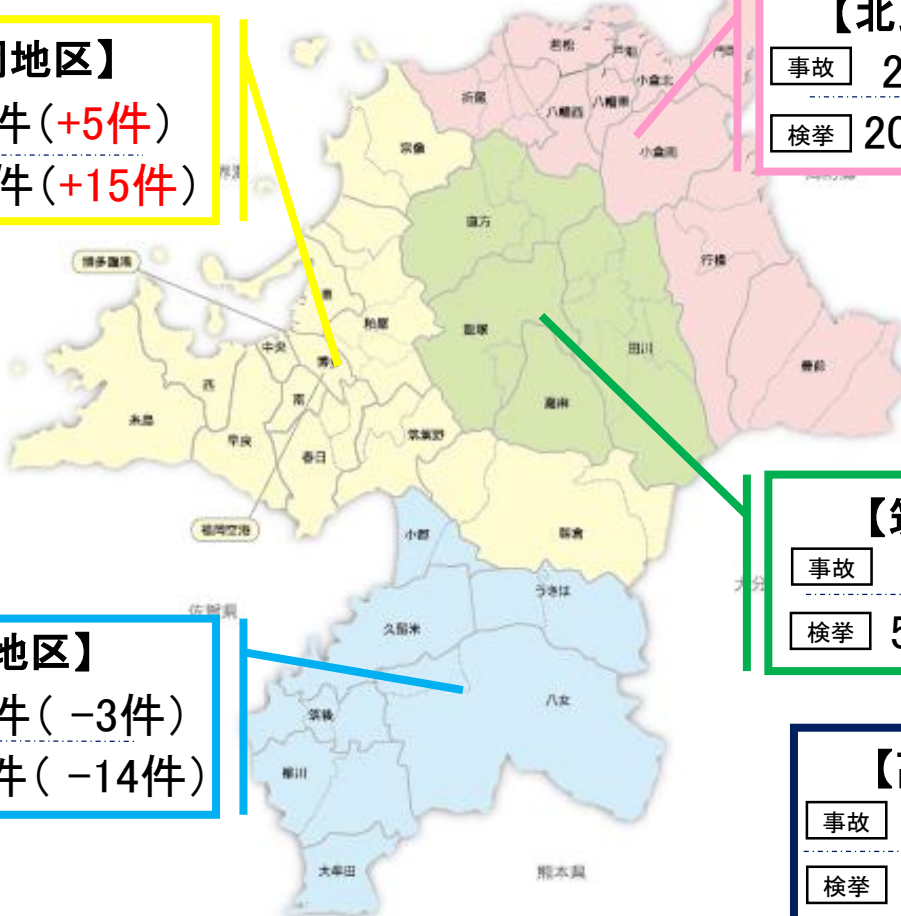 地区】
件(+5件)
件(+15件)
【北
事故 2
検挙 20
若松
戸畑
小倉北
折尾
八幡西
八幡東
小倉南
宗像
直方
行橋
博多臨港
東
粕屋
飯塚
田川
豊前
中央
博多
西
南
嘉麻
糸島
早良
春日
筑紫野
福岡空港
小郡
朝倉
【筑
事故
検挙 5
うきは
佐賀県
大分
久留米
地区】
件( -3件)
件( -14件)
八女
筑後
柳川
大牟田
熊本県
【高
事故
検挙